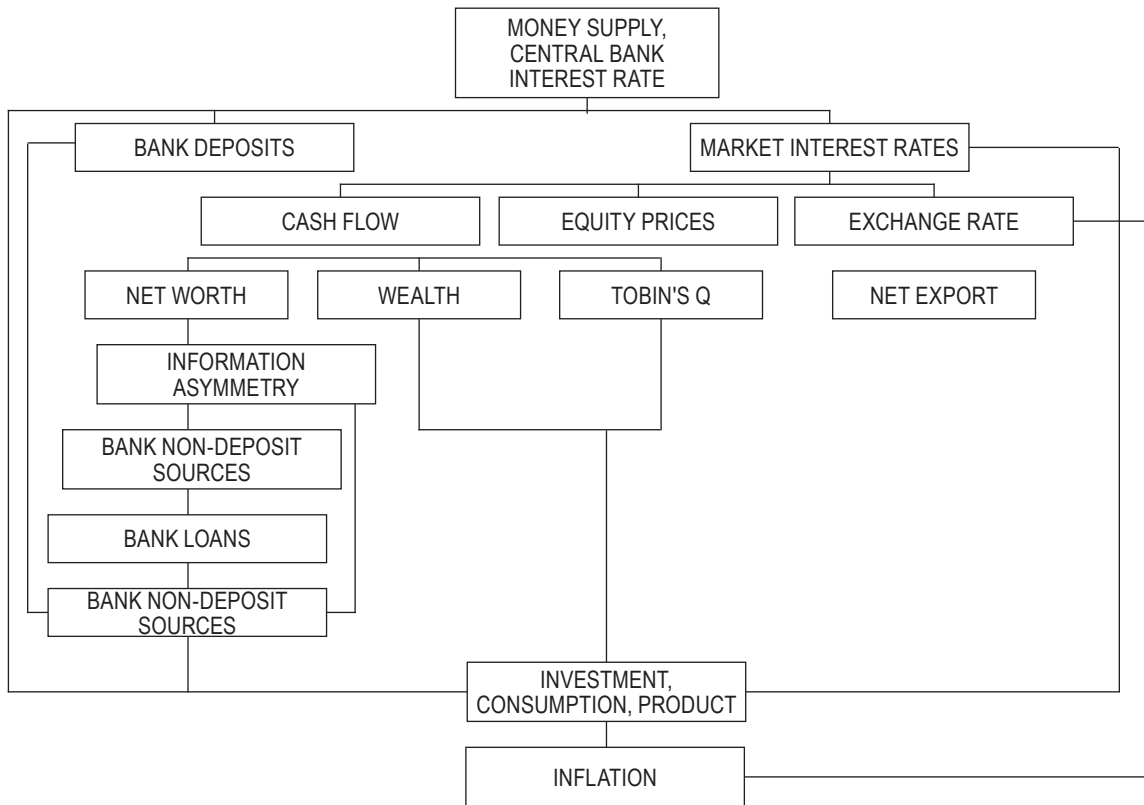 MONEY SUPPLY,
CENTRAL BANK
INTEREST RATE
BANK DEPOSITS
MARKET INTEREST RATES
CASH FLOW
EQUITY PRICES
EXCHANGE RATE
NET WORTH
WEALTH
TOBIN'S Q
NET EXPORT
INFORMATION
ASYMMETRY
BANK NON-DEPOSIT
SOURCES
BANK LOANS
BANK NON-DEPOSIT
SOURCES
INVESTMENT,
CONSUMPTION, PRODUCT
INFLATION